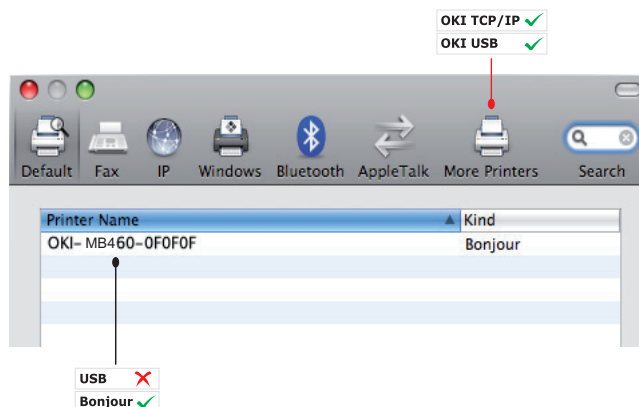 OKI TCP/IP
OKI USB
Default Fax IP Windows Bluetooth AppleTalk More Printers Search
Printer Name Kind
OKI- MB460-0F0F0F Bonjour
USB
Bonjour